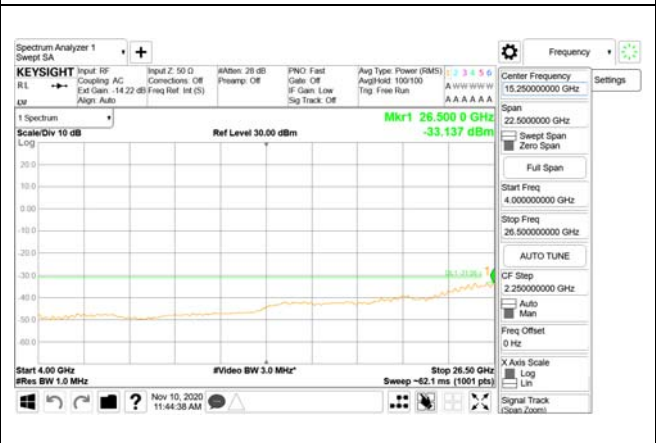 Spectrum Analyzer 1
Swept SA
Frequency
KEYSIGHT
RL
Input: RF
Coupling: AC
Ext Gain: -14.22 dB
Align: Auto
Input Z: 50 Ω
Corrections: Off
Freq Ref: Int (S)
#Atten: 28 dB
Preamp: Off
PNO: Fast
Gate: Off
IF Gain: Low
Sig Track: Off
Avg Type: Power (RMS)
Avg|Hold: 100/100
Trig: Free Run
1 2 3 4 5 6
A W W W W W
A A A A A A
1 Spectrum
Scale/Div 10 dB
Log
Ref Level 30.00 dBm
Mkr1 26.500 0 GHz
-33.137 dBm
20.0
10.0
0.00
-10.0
-20.0
-30.0
-40.0
-50.0
-60.0
1
Start 4.00 GHz
#Res BW 1.0 MHz
#Video BW 3.0 MHz*
Stop 26.50 GHz
Sweep ~62.1 ms (1001 pts)
Nov 10, 2020
11:44:38 AM
Center Frequency
15.250000000 GHz
Settings
Span
22.5000000 GHz
Swept Span
Zero Span
Full Span
Start Freq
4.000000000 GHz
Stop Freq
26.500000000 GHz
AUTO TUNE
CF Step
2.250000000 GHz
Auto
Man
Freq Offset
0 Hz
X Axis Scale
Log
Lin
Signal Track
(Span Zoom)